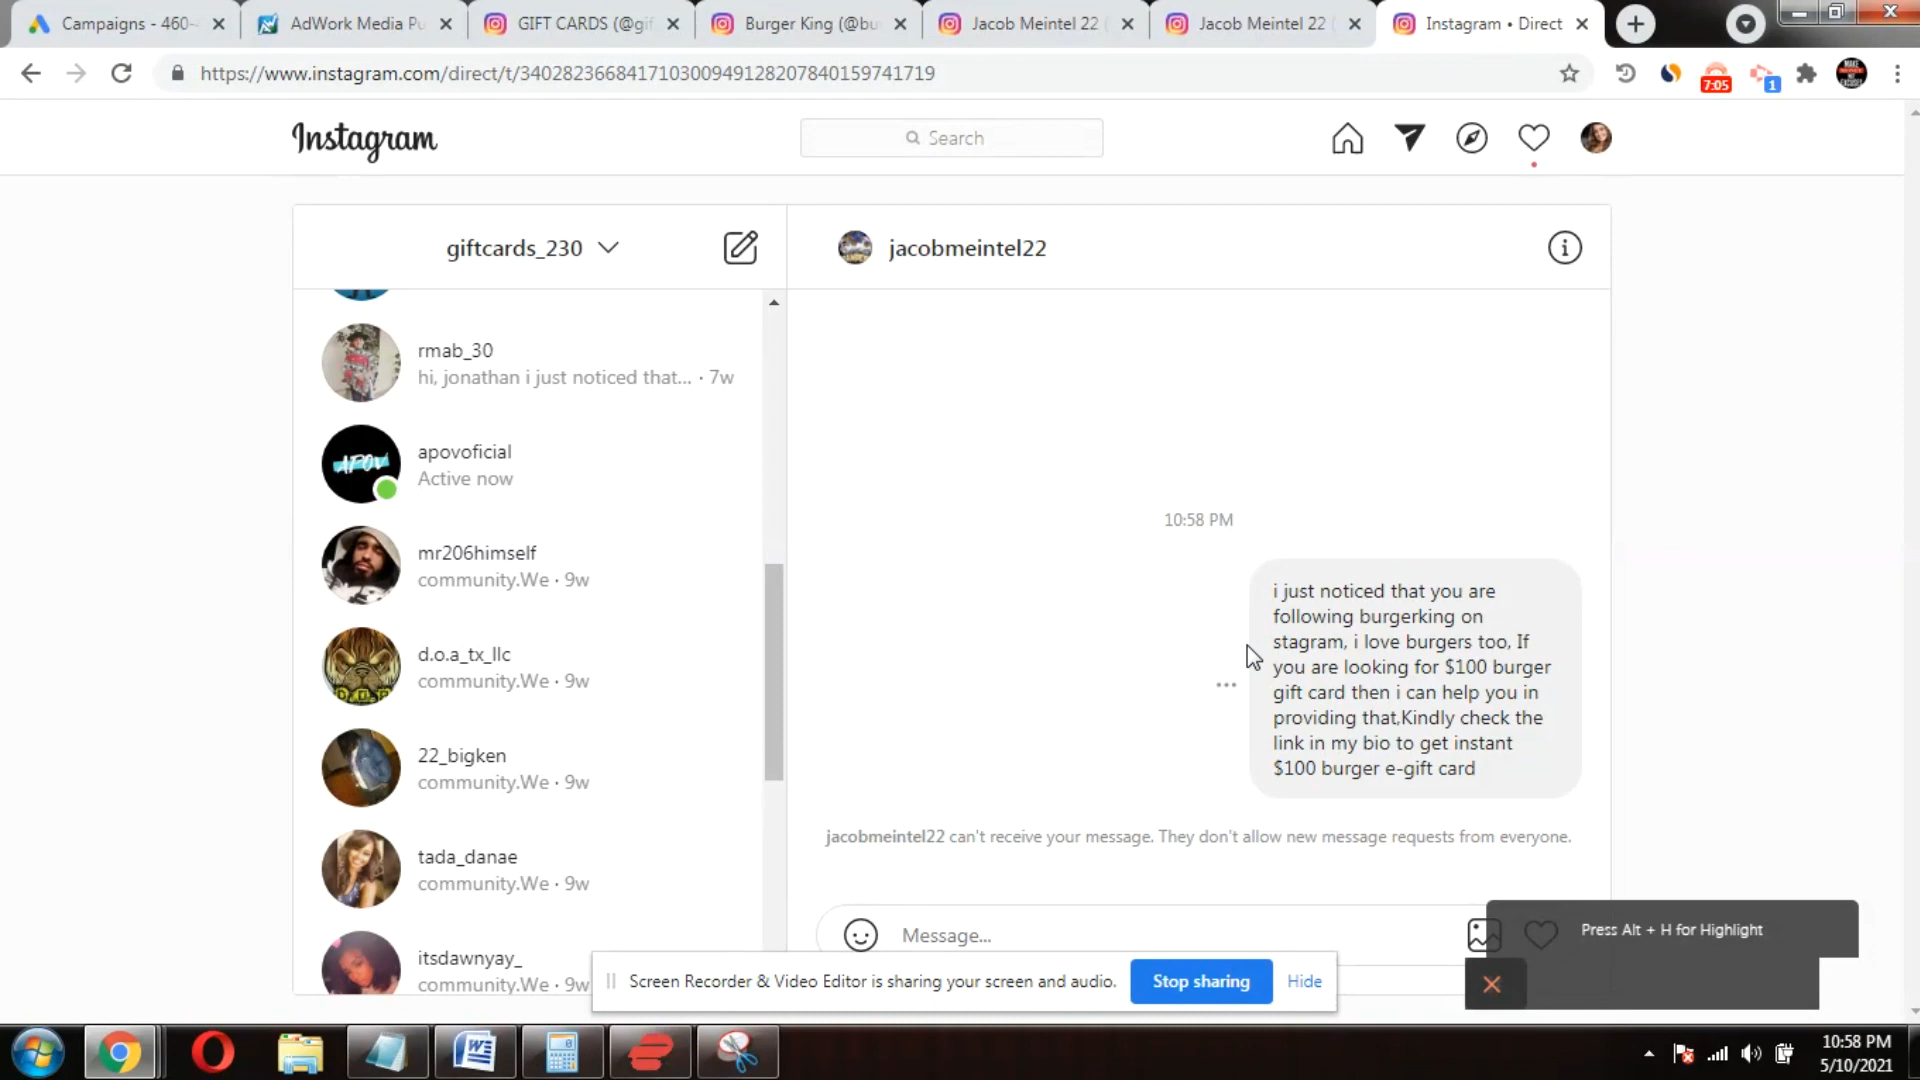 Campaigns - 460-
AdWork Media Pu
GIFT CARDS (@gif
Burger King (@bu
Jacob Meintel 22 (
Jacob Meintel 22 (
Instagram • Direct
https://www.instagram.com/direct/t/340282366841710300949128207840159741719
7:05
1
Instagram
Search
giftcards_230
jacobmeintel22
rmab_30
hi, jonathan i just noticed that... · 7w
apovoficial
Active now
mr206himself
community.We · 9w
d.o.a_tx_llc
community.We · 9w
22_bigken
community.We · 9w
tada_danae
community.We · 9w
itsdawnyay_
community.We · 9w
10:58 PM
i just noticed that you are
following burgerking on
stagram, i love burgers too, If
you are looking for $100 burger
gift card then i can help you in
providing that,Kindly check the
link in my bio to get instant
$100 burger e-gift card
jacobmeintel22 can't receive your message. They don't allow new message requests from everyone.
Message...
Press Alt + H for Highlight
Screen Recorder & Video Editor is sharing your screen and audio.
Stop sharing
Hide
10:58 PM
5/10/2021